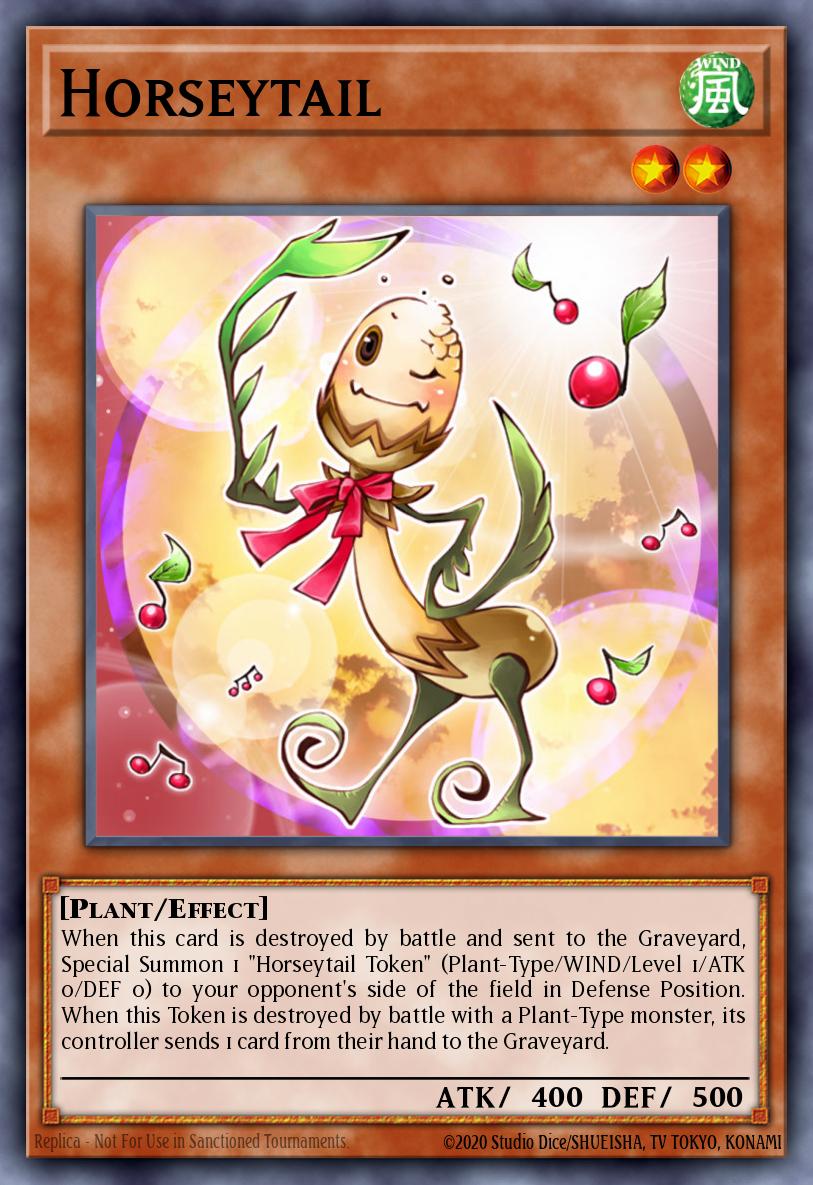 HORSEYTAIL
WIND
風
[PLANT/EFFECT]
When this card is destroyed by battle and sent to the Graveyard,
Special Summon 1 "Horseytail Token" (Plant-Type/WIND/Level 1/ATK
0/DEF 0) to your opponent's side of the field in Defense Position.
When this Token is destroyed by battle with a Plant-Type monster, its
controller sends 1 card from their hand to the Graveyard.
ATK/ 400 DEF/ 500
Replica - Not For Use in Sanctioned Tournaments. ©2020 Studio Dice/SHUEISHA, TV TOKYO, KONAMI